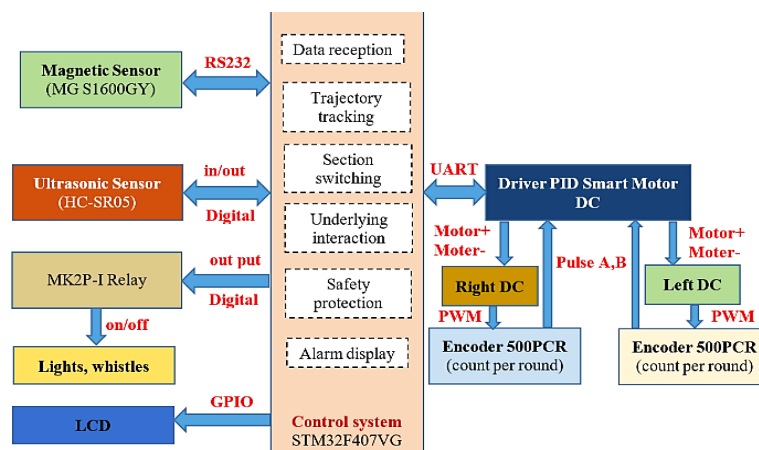 Magnetic Sensor
(MG S1600GY)
RS232
Ultrasonic Sensor
(HC-SR05)
in/out
Digital
MK2P-I Relay
out put
Digital
on/off
Lights, whistles
LCD
GPIO
Data reception
Trajectory
tracking
Section
switching
Underlying
interaction
Safety
protection
Alarm display
Control system
STM32F407VG
UART
Driver PID Smart Motor
DC
Motor+
Moter-
Pulse A,B
Motor+
Moter-
Right DC
Left DC
PWM
PWM
Encoder 500PCR
(count per round)
Encoder 500PCR
(count per round)